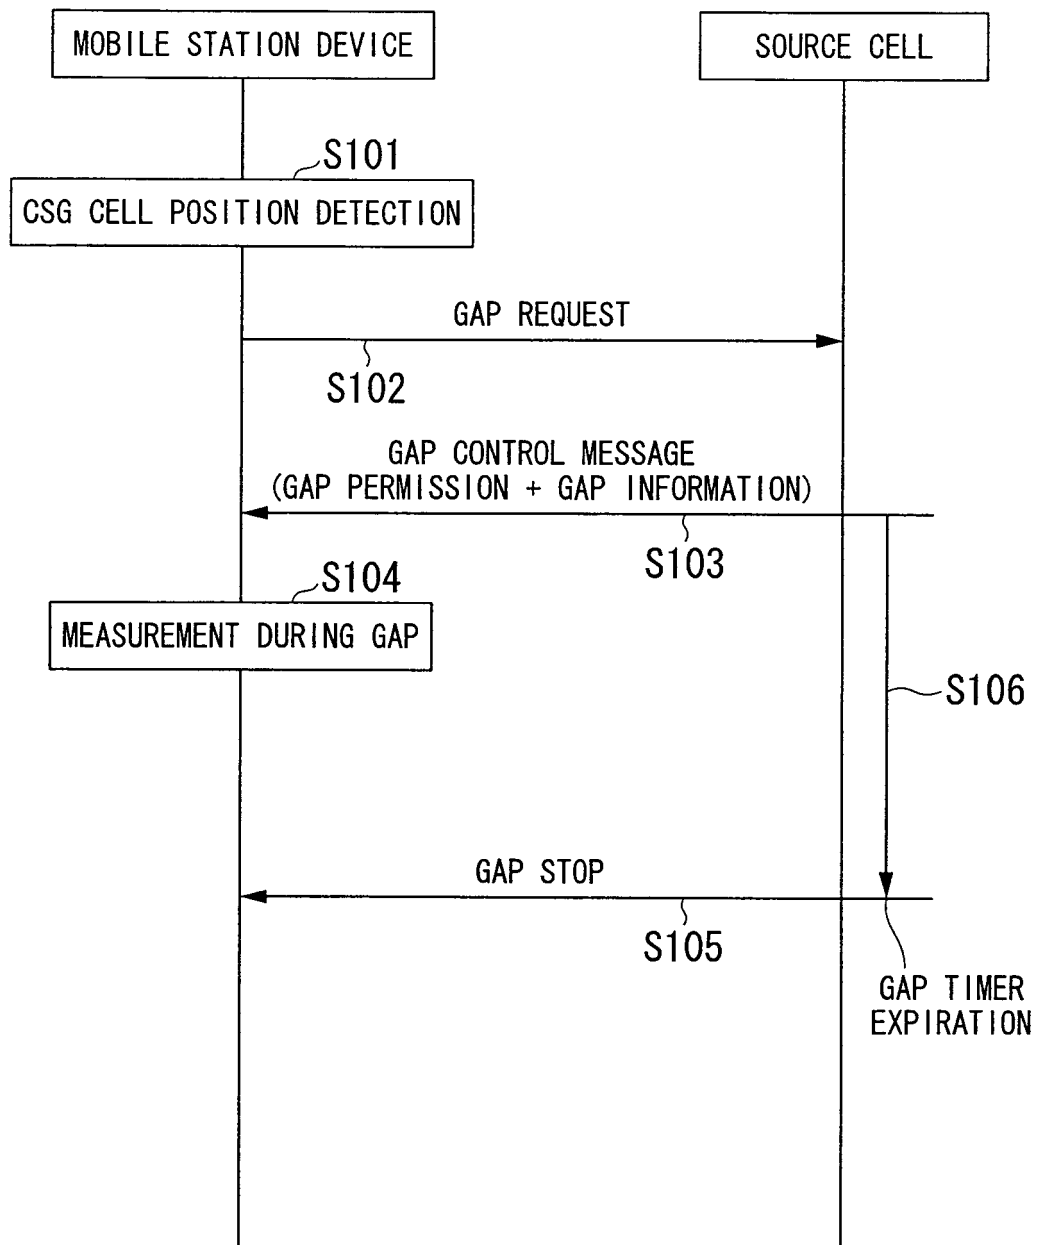 MOBILE STATION DEVICE
SOURCE CELL
S101
CSG CELL POSITION DETECTION
GAP REQUEST
S102
GAP CONTROL MESSAGE
(GAP PERMISSION + GAP INFORMATION)
S103
S104
MEASUREMENT DURING GAP
S106
GAP STOP
S105
GAP TIMER
EXPIRATION